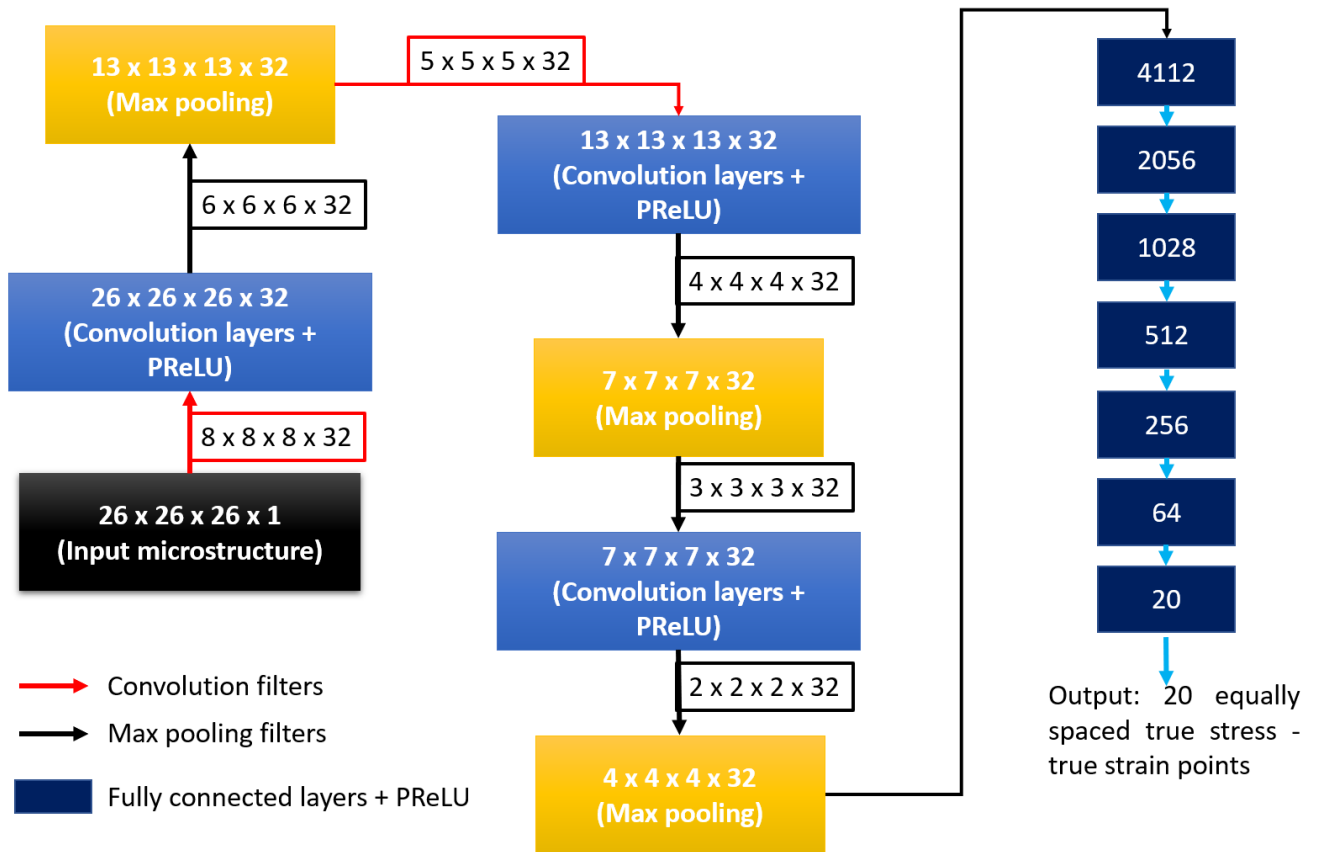 26 x 26 x 26 x 1
(Input microstructure)
8 x 8 x 8 x 32
26 x 26 x 26 x 32
(Convolution layers +
PReLU)
6 x 6 x 6 x 32
13 x 13 x 13 x 32
(Max pooling)
5 x 5 x 5 x 32
13 x 13 x 13 x 32
(Convolution layers +
PReLU)
4 x 4 x 4 x 32
7 x 7 x 7 x 32
(Max pooling)
3 x 3 x 3 x 32
7 x 7 x 7 x 32
(Convolution layers +
PReLU)
2 x 2 x 2 x 32
4 x 4 x 4 x 32
(Max pooling)
4112
2056
1028
512
256
64
20
Output: 20 equally
spaced true stress -
true strain points
Convolution filters
Max pooling filters
Fully connected layers + PReLU